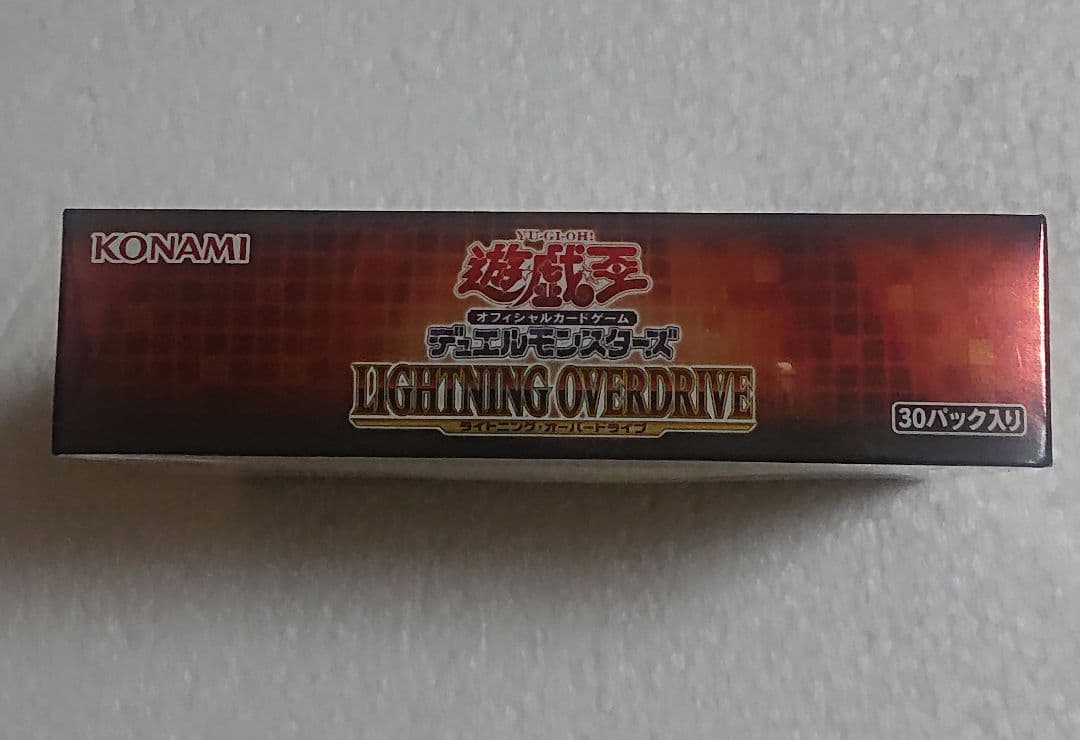 KONAMI
YU-GI-OH!
遊戯王
オフィシャルカードゲーム
デュエルモンスターズ
LIGHTNING OVERDRIVE
ライトニング・オーバードライブ
30パック入り